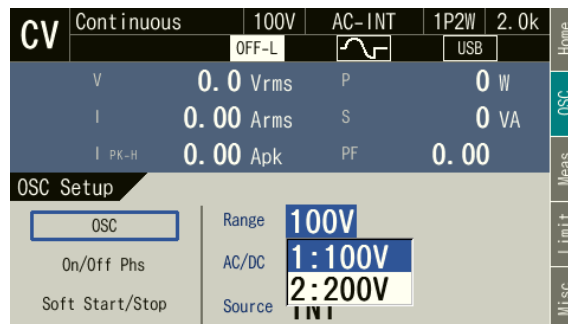 CV Continuous 100V AC-INT 1P2W 2.0k
OFF-L USB
V 0.0 Vrms P 0 W
I 0.00 Arms S 0 VA
I PK-H 0.00 Apk PF 0.00
OSC Setup
OSC Range 100V
1:100V
On/Off Phs AC/DC
2:200V
Soft Start/Stop Source INT
Home
OSC
Meas
Limit
Misc